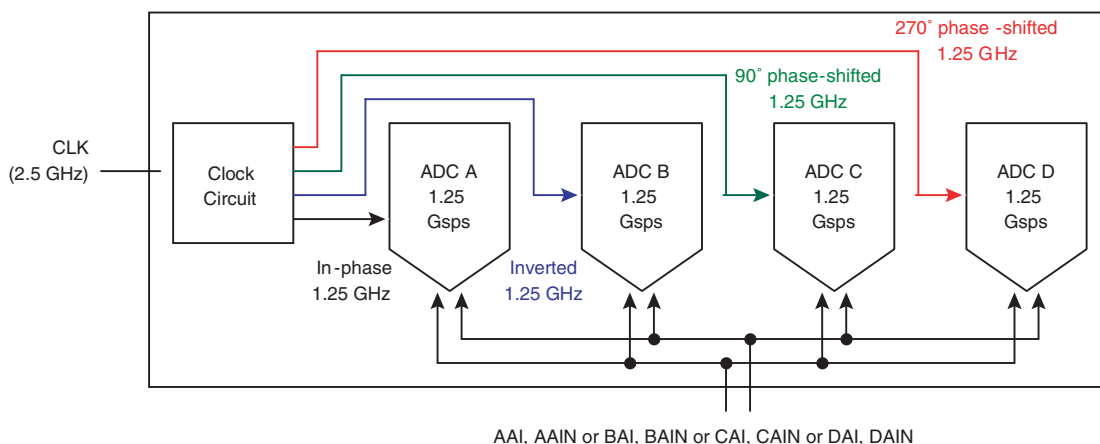 270° phase -shifted
1.25 GHz
90° phase-shifted
1.25 GHz
CLK
(2.5 GHz)
Clock
Circuit
ADC A
1.25
Gsps
ADC B
1.25
Gsps
ADC C
1.25
Gsps
ADC D
1.25
Gsps
In-phase
1.25 GHz
Inverted
1.25 GHz
AAI, AAIN or BAI, BAIN or CAI, CAIN or DAI, DAIN